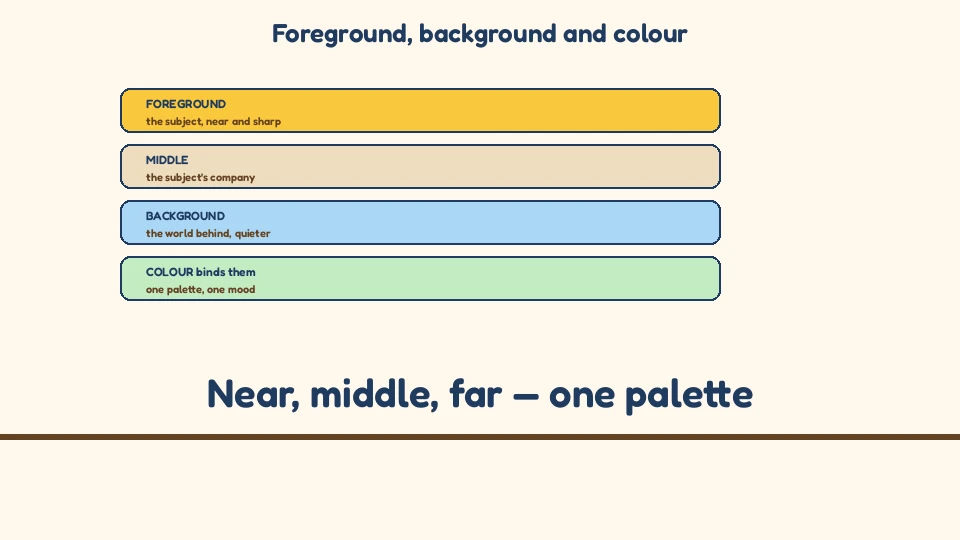 Foreground, background and colour
FOREGROUND
the subject, near and sharp
MIDDLE
the subject's company
BACKGROUND
the world behind, quieter
COLOUR binds them
one palette, one mood
Near, middle, far — one palette